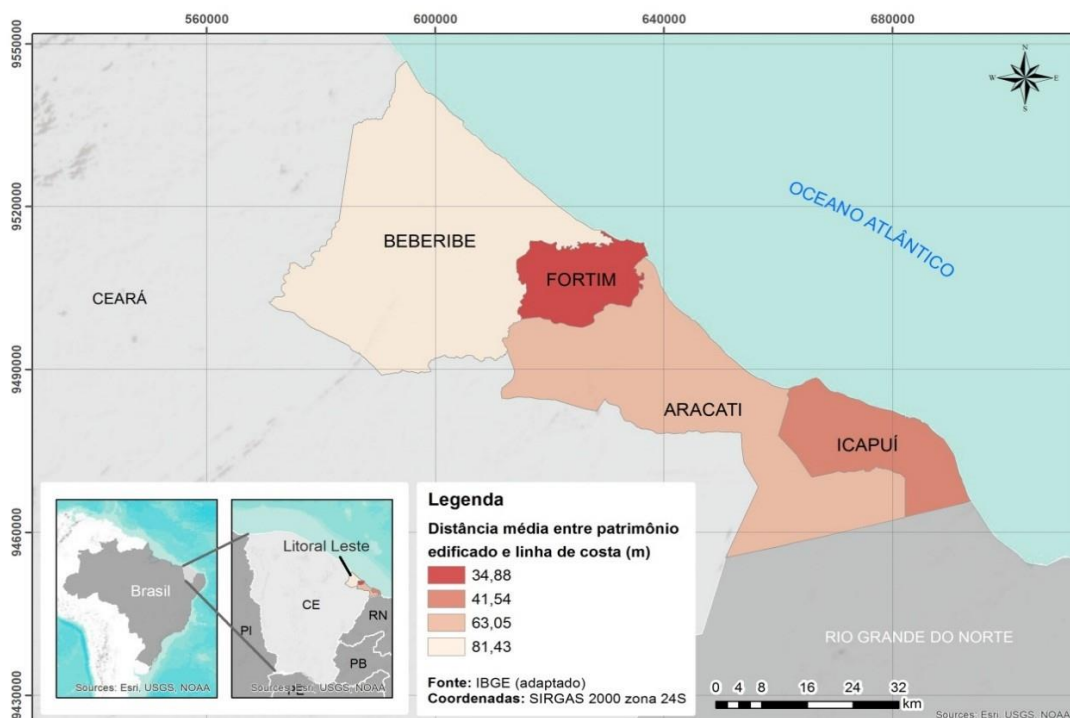 560000
600000
640000
680000
9550000
9520000
9490000
9460000
9430000
N
W
E
S
OCEANO ATLÂNTICO
BEBERIBE
FORTIM
CEARÁ
ARACATI
ICAPUÍ
RIO GRANDE DO NORTE
Brasil
Sources: Esri, USGS, NOAA
Litoral Leste
CE
RN
PI
PB
PE
Sources: Esri, USGS, NOAA
Legenda
Distância média entre patrimônio
edificado e linha de costa (m)
34,88
41,54
63,05
81,43
Fonte: IBGE (adaptado)
Coordenadas: SIRGAS 2000 zona 24S
0 4 8 16 24 32
km
Sources: Esri, USGS, NOAA